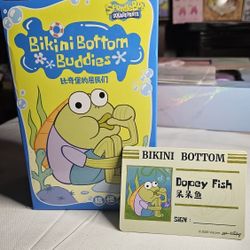 SpongeBob
SQUAREPANTS
Bikini Bottom
Buddies
比奇堡的居民们
BIKINI BOTTOM
Dopey Fish
呆呆鱼
SIGN: